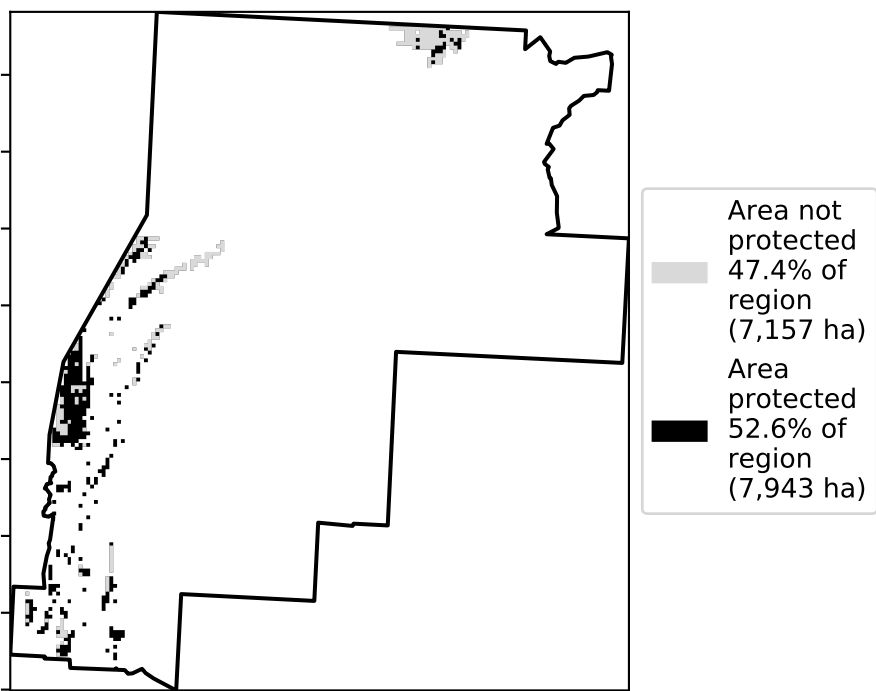 Area not
protected
47.4% of
region
(7,157 ha)
Area
protected
52.6% of
region
(7,943 ha)